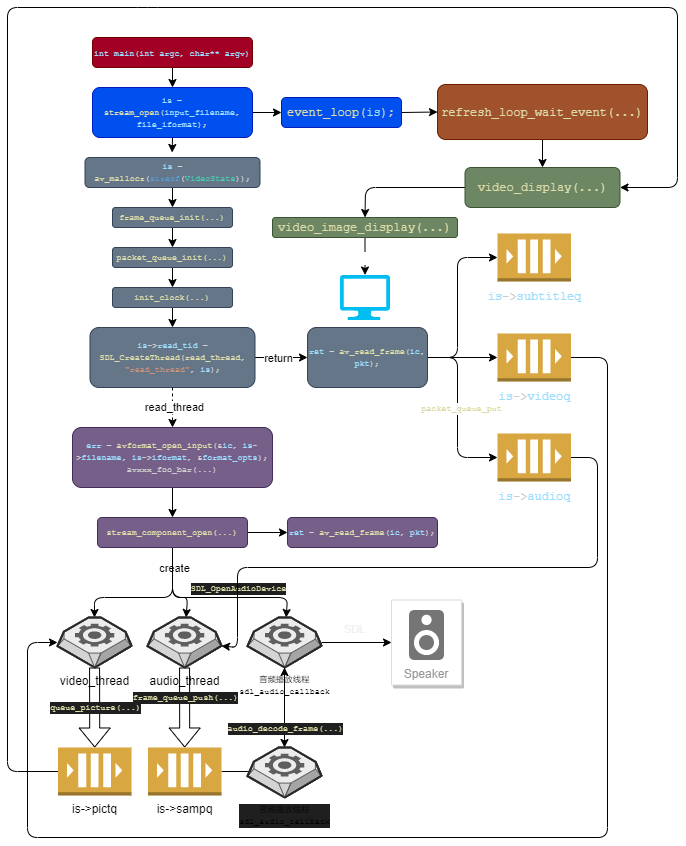 int main(int argc, char** argv)
is =
stream_open(input_filename,
file_iformat);
event_loop(is);
refresh_loop_wait_event(...)
is =
av_mallocz(sizeof(VideoState));
video_display(...)
frame_queue_init(...)
video_image_display(...)
packet_queue_init(...)
init_clock(...)
is->subtitleq
is->read_tid =
SDL_CreateThread(read_thread,
"read_thread", is);
return
ret = av_read_frame(ic,
pkt);
is->videoq
read_thread
packet_queue_put
err = avformat_open_input(&ic, is-
>filename, is->iformat, &format_opts);
avxxx_foo_bar(...)
is->audioq
stream_component_open(...)
ret = av_read_frame(ic, pkt);
create
SDL_OpenAudioDevice
SDL
Speaker
video_thread
audio_thread
音频播放线程
sdl_audio_callback
queue_picture(...)
frame_queue_push(...)
audio_decode_frame(...)
is->pictq
is->sampq
音频播放线程
sdl_audio_callback